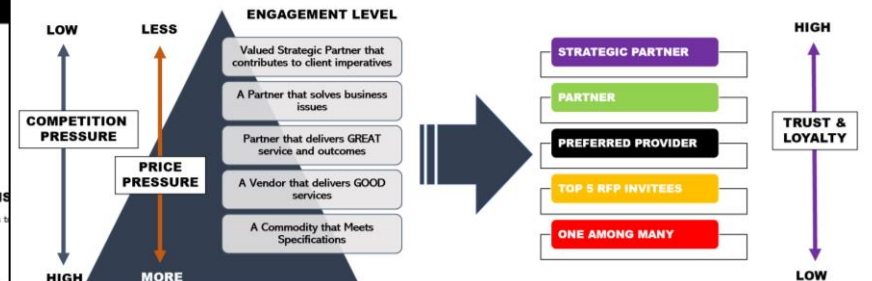 ENGAGEMENT LEVEL
LOW
LESS
COMPETITION
PRESSURE
PRICE
PRESSURE
HIGH
MORE
Valued Strategic Partner that
contributes to client imperatives
A Partner that solves business
issues
Partner that delivers GREAT
service and outcomes
A Vendor that delivers GOOD
services
A Commodity that Meets
Specifications
STRATEGIC PARTNER
PARTNER
PREFERRED PROVIDER
TOP 5 RFP INVITEES
ONE AMONG MANY
HIGH
TRUST &
LOYALTY
LOW